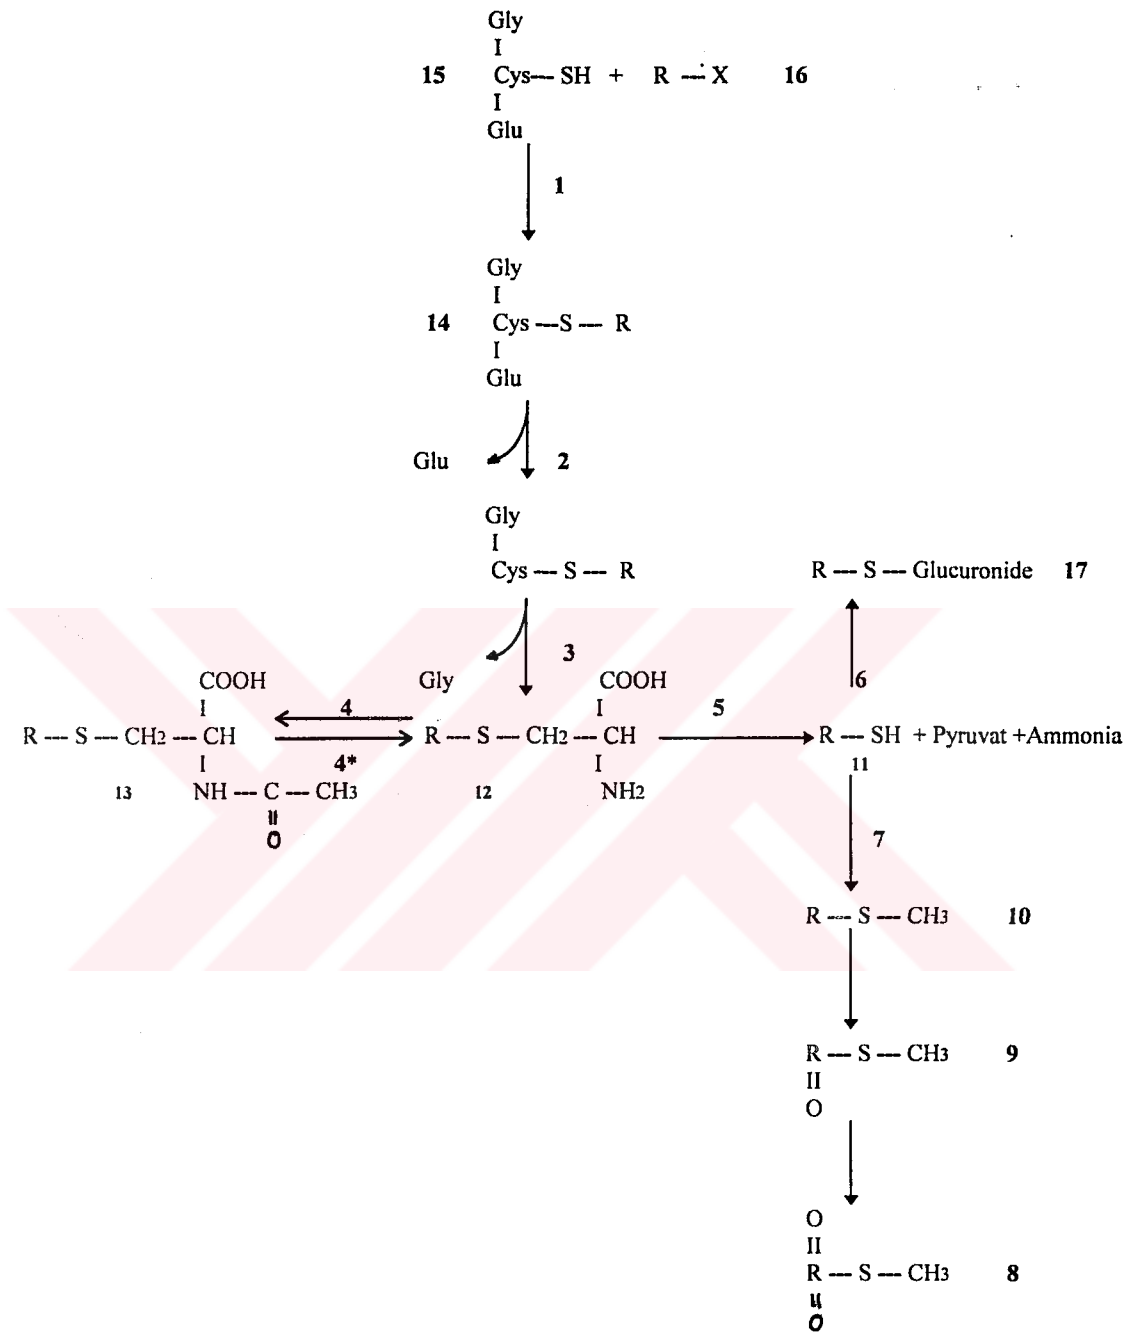 Gly
I
15 Cys--- SH + R --- X 16
I
Glu
1
Gly
I
14 Cys ---S --- R
I
Glu
Glu 2
Gly
I
Cys --- S --- R R --- S --- Glucuronide 17
3
Gly 6
COOH 4 COOH 5
I I
R --- S --- CH2 --- CH R --- S --- CH2 --- CH R --- SH + Pyruvat +Ammonia
I 4* I 11
13 NH --- C --- CH3 12 NH2
II
O
7
R --- S --- CH3 10
R --- S --- CH3 9
II
O
O
II
R --- S --- CH3 8
II
O